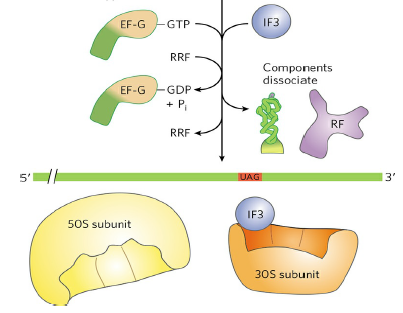 EF-G
GTP
IF3
RRF
Components
dissociate
EF-G
GDP
+ Pi
RF
RRF
5′
UAG
3′
IF3
50S subunit
30S subunit